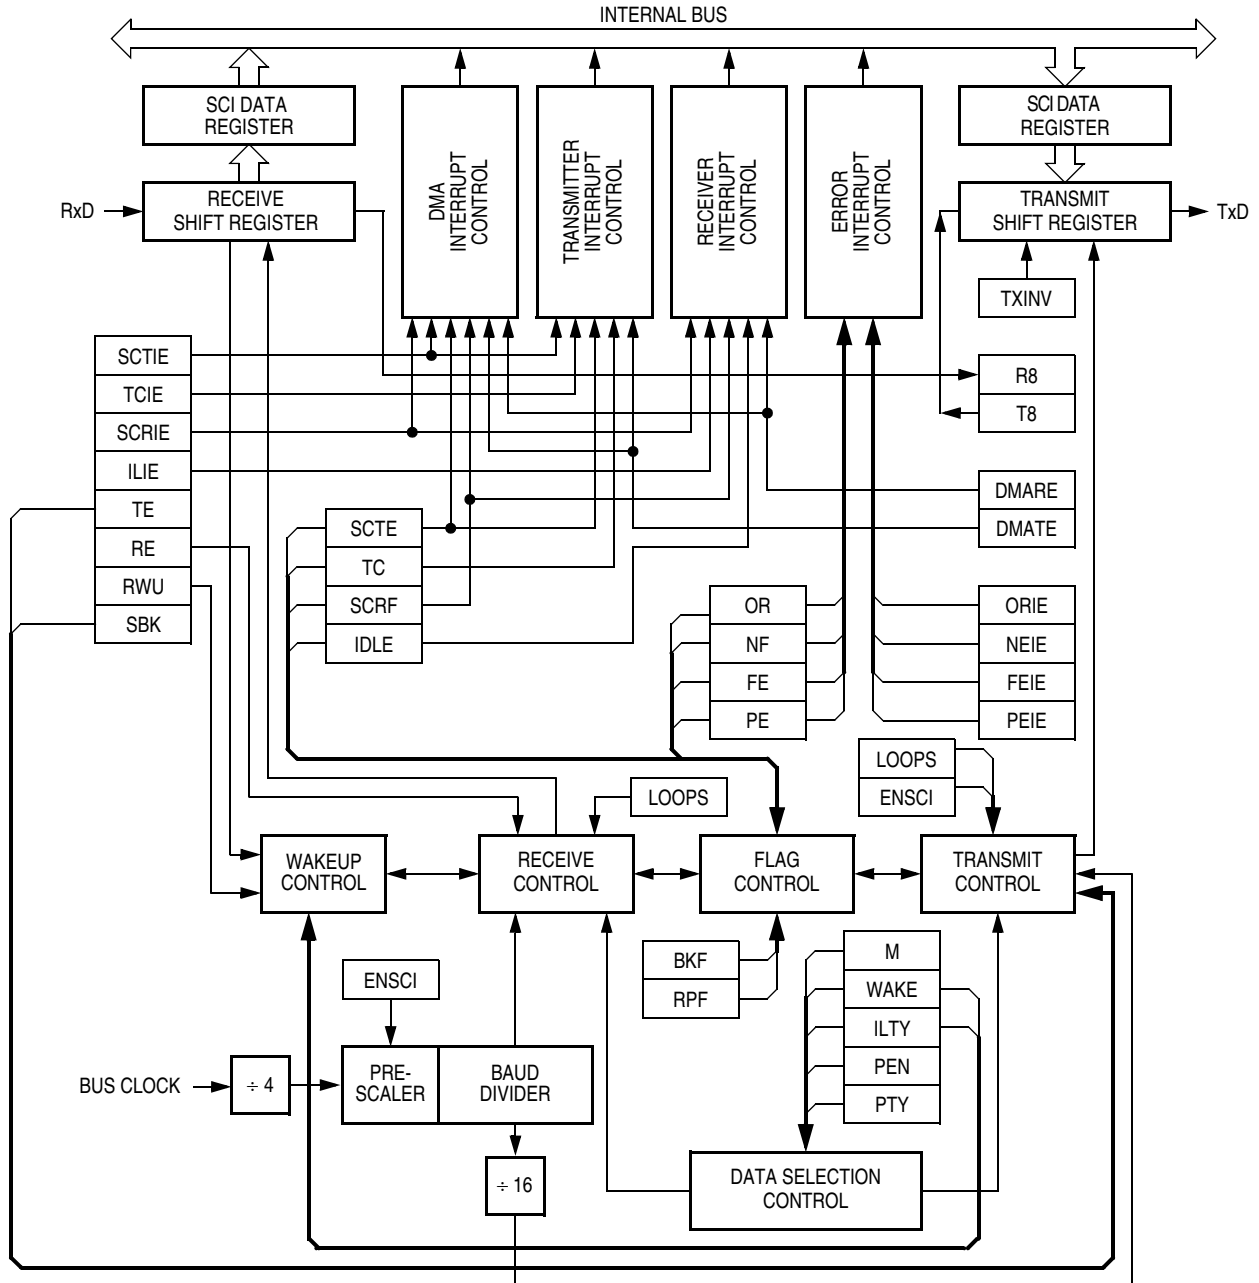 INTERNAL BUS
SCI DATA
REGISTER
SCI DATA
REGISTER
RxD
RECEIVE
SHIFT REGISTER
DMA
INTERRUPT
CONTROL
TRANSMITTER
INTERRUPT
CONTROL
RECEIVER
INTERRUPT
CONTROL
ERROR
INTERRUPT
CONTROL
TRANSMIT
SHIFT REGISTER
TxD
TXINV
SCTIE
TCIE
SCRIE
ILIE
TE
RE
RWU
SBK
R8
T8
DMARE
DMATE
SCTE
TC
SCRF
IDLE
OR
NF
FE
PE
ORIE
NEIE
FEIE
PEIE
LOOPS
ENSCI
LOOPS
WAKEUP
CONTROL
RECEIVE
CONTROL
FLAG
CONTROL
TRANSMIT
CONTROL
BKF
RPF
M
WAKE
ILTY
PEN
PTY
ENSCI
BUS CLOCK
÷ 4
PRE-
SCALER
BAUD
DIVIDER
÷ 16
DATA SELECTION
CONTROL